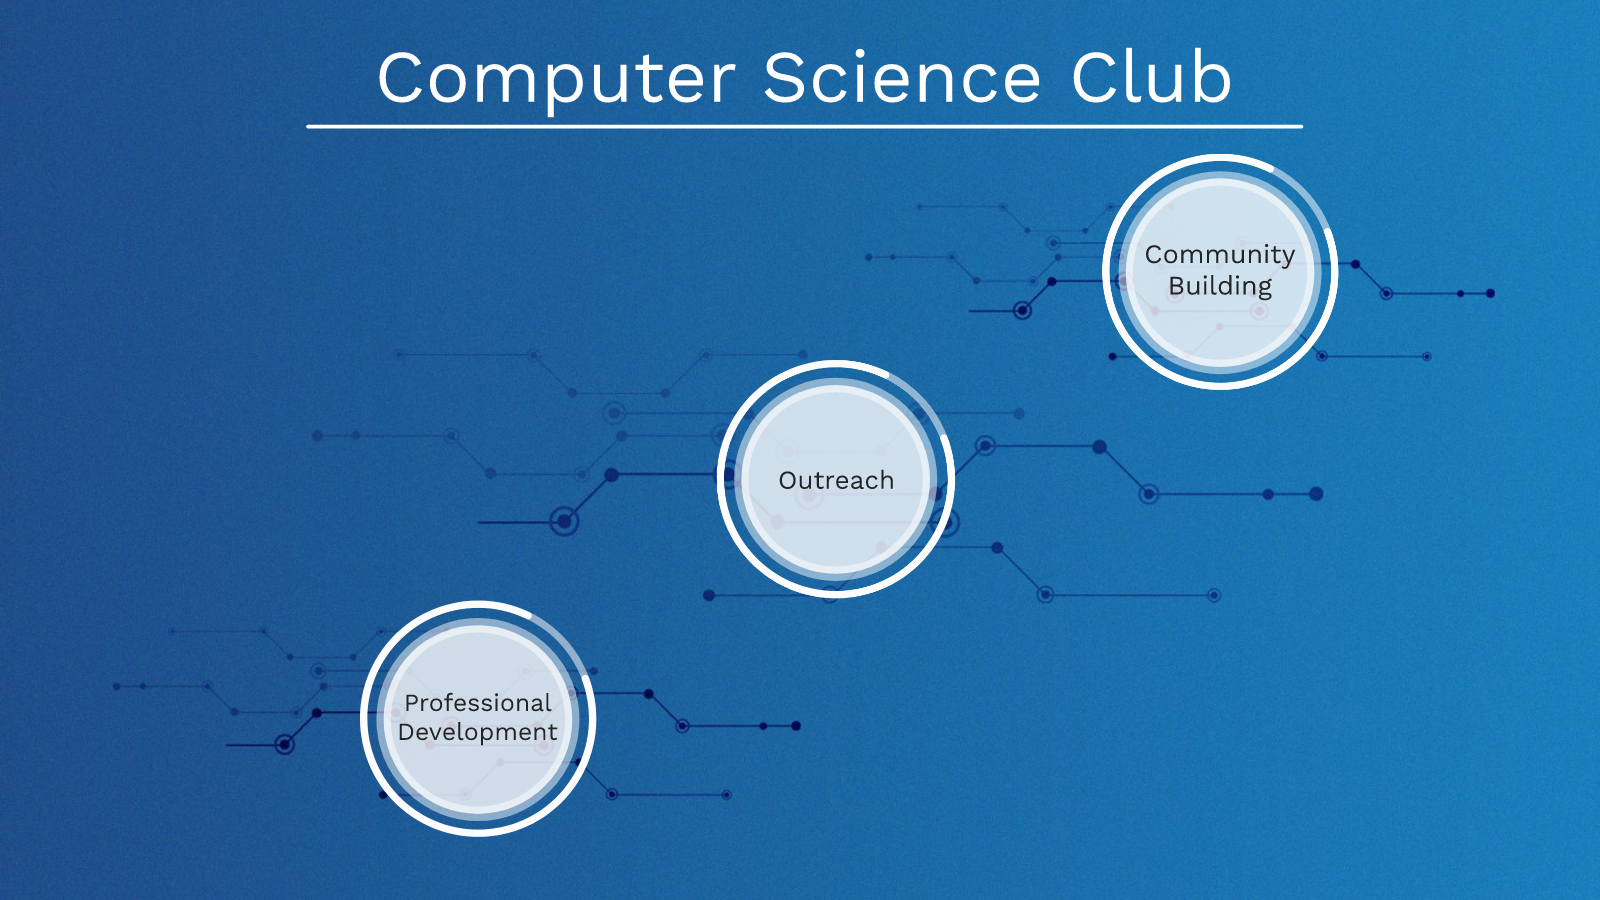 Computer Science Club
Community
Building
Outreach
Professional
Development